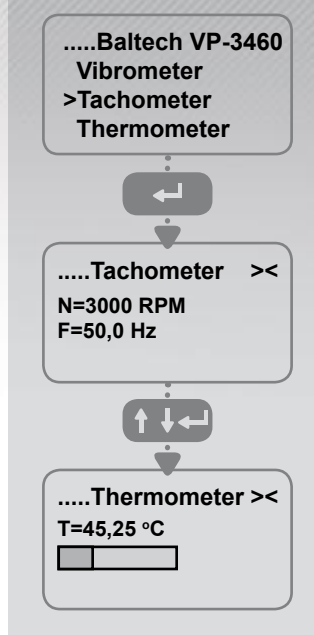 .....Baltech VP-3460
Vibrometer
>Tachometer
Thermometer
.....Tachometer ><
N=3000 RPM
F=50,0 Hz
.....Thermometer ><
T=45,25 °C